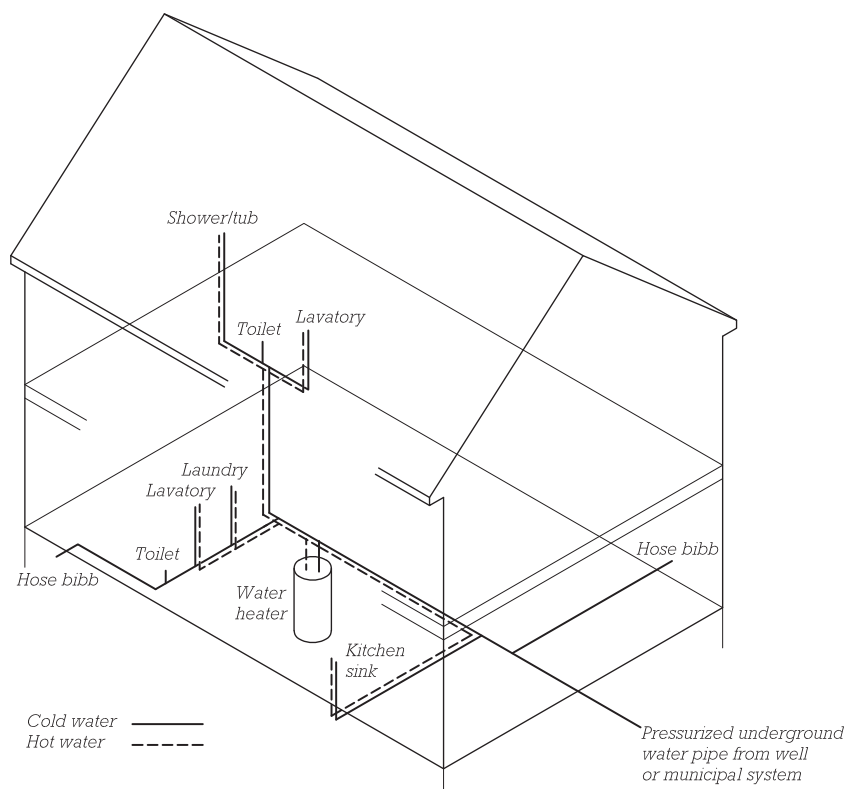 Shower/tub
Toilet
Lavatory
Laundry
Lavatory
Toilet
Hose bibb
Hose bibb
Water
heater
Kitchen
sink
Cold water
Hot water
Pressurized underground
water pipe from well
or municipal system